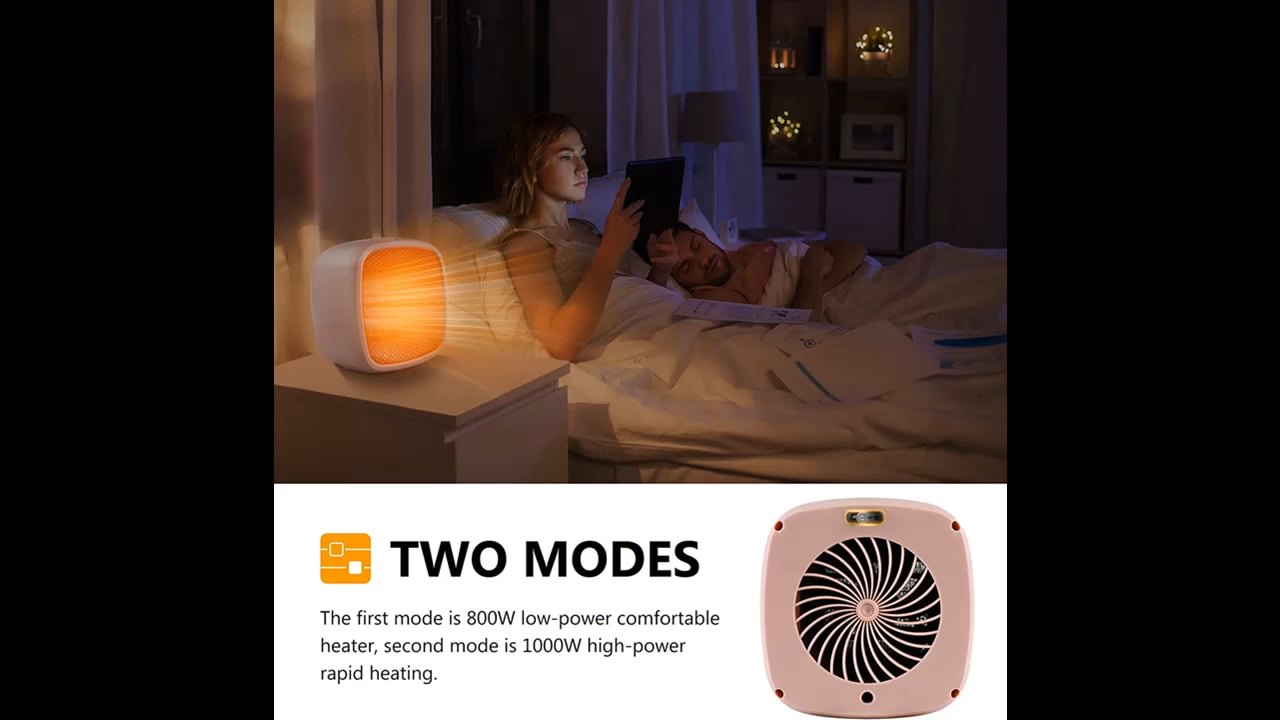 TWO MODES
The first mode is 800W low-power comfortable
heater, second mode is 1000W high-power
rapid heating.